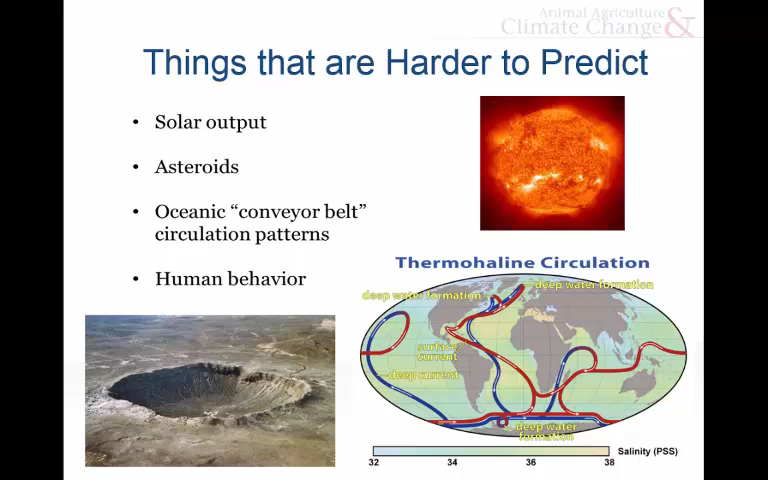 Animal Agriculture
Climate Change &
Things that are Harder to Predict
• Solar output
• Asteroids
• Oceanic “conveyor belt”
circulation patterns
• Human behavior
Thermohaline Circulation
deep water formation
deep water formation
surface
current
deep current
deep water
formation
Salinity (PSS)
32 34 36 38